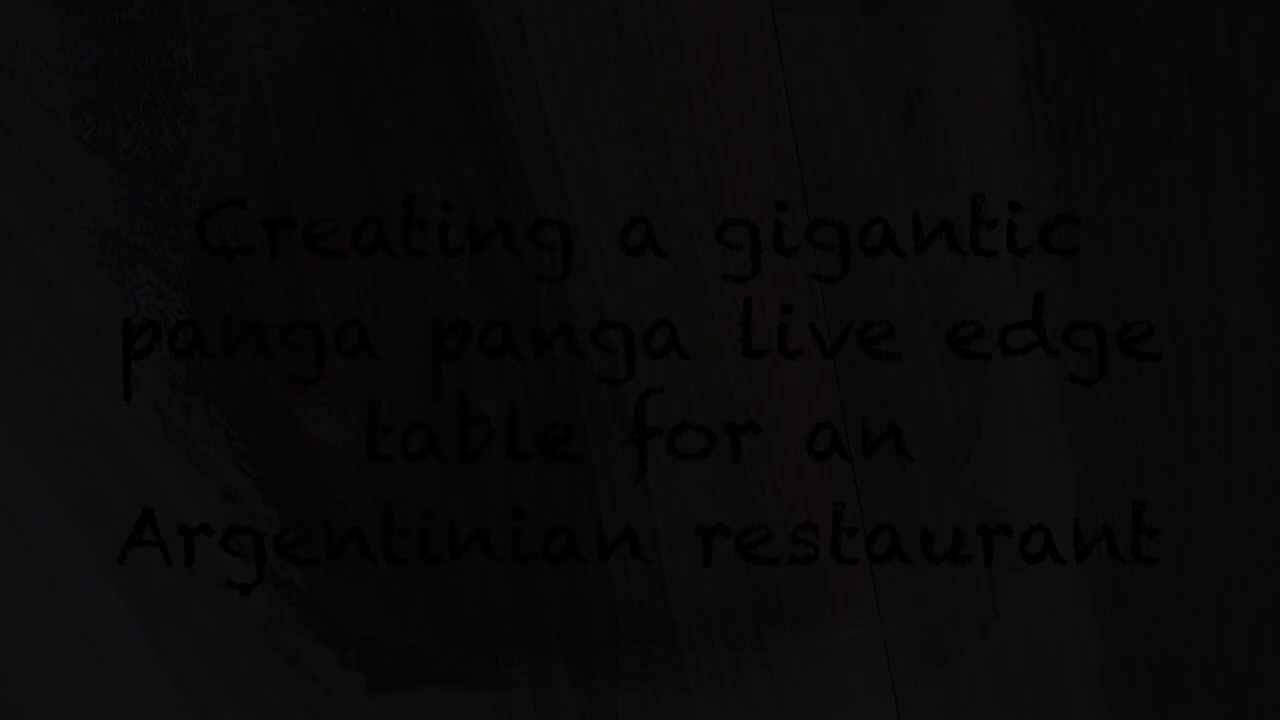 Creating a gigantic
panga panga live edge
table for an
Argentinian restaurant